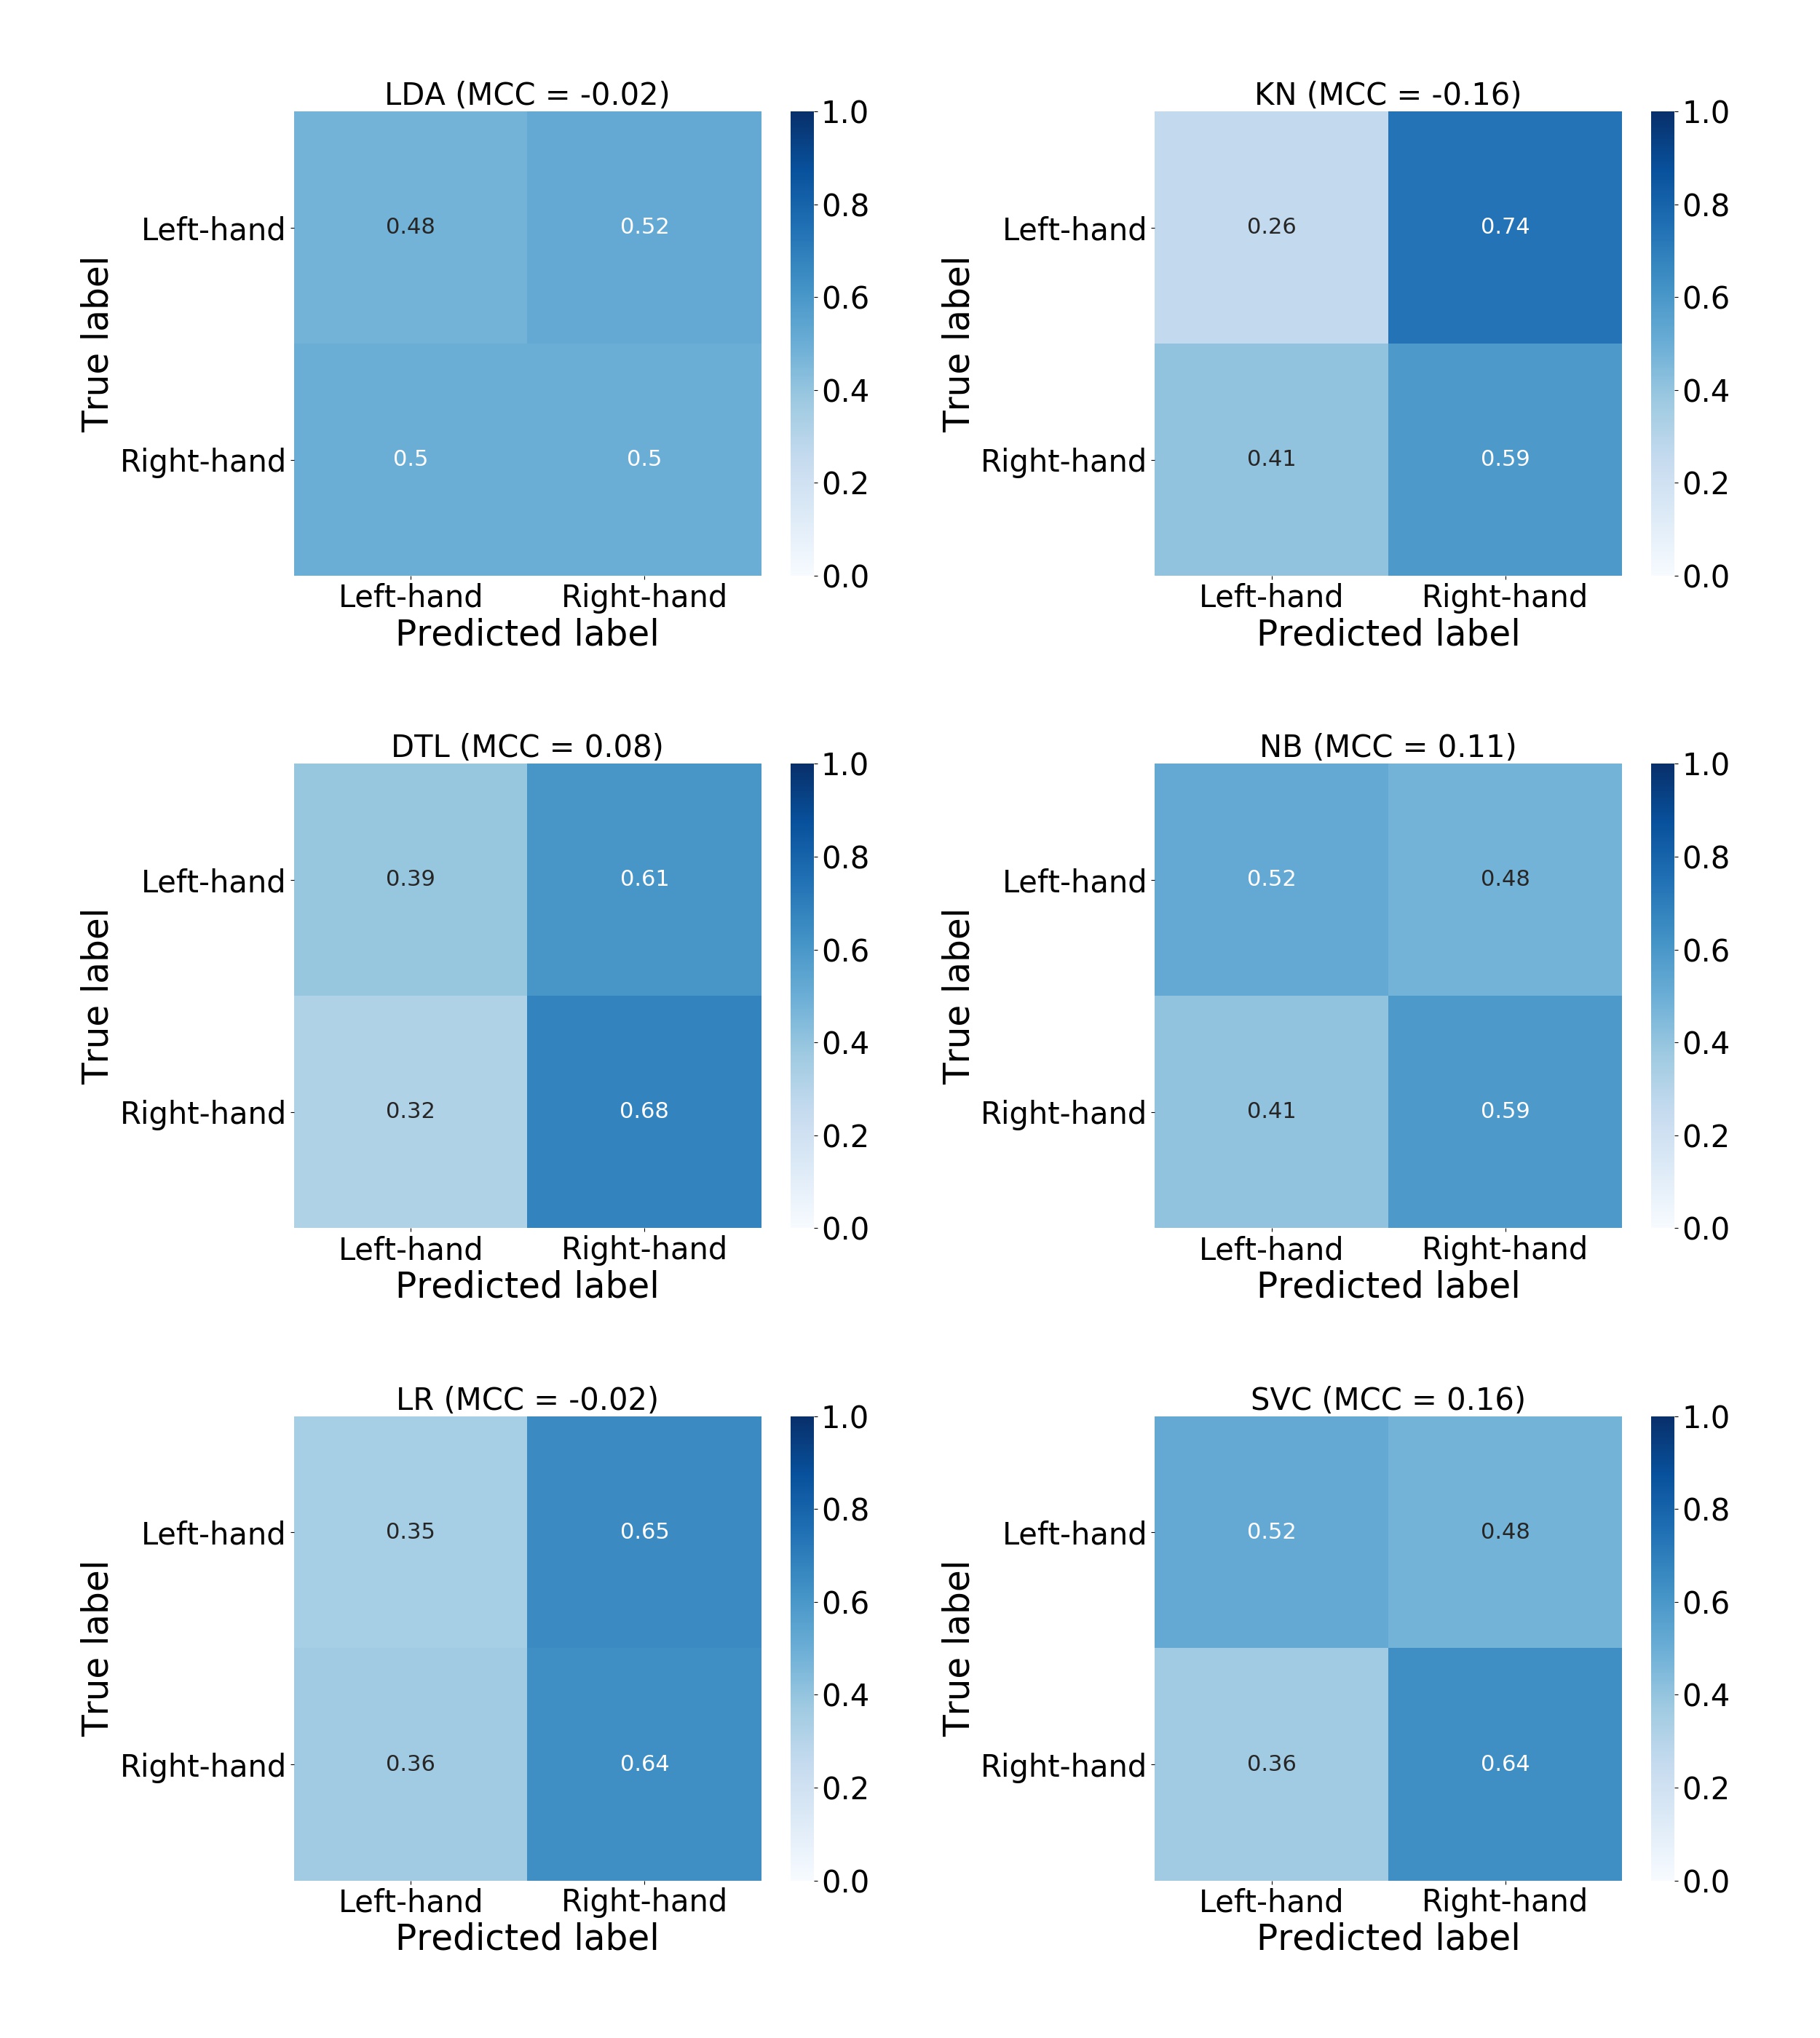 LDA (MCC = -0.02)
True label
Left-hand
0.48
0.52
Right-hand
0.5
0.5
Left-hand
Right-hand
Predicted label
1.0
0.8
0.6
0.4
0.2
0.0
KN (MCC = -0.16)
True label
Left-hand
0.26
0.74
Right-hand
0.41
0.59
Left-hand
Right-hand
Predicted label
1.0
0.8
0.6
0.4
0.2
0.0
DTL (MCC = 0.08)
True label
Left-hand
0.39
0.61
Right-hand
0.32
0.68
Left-hand
Right-hand
Predicted label
1.0
0.8
0.6
0.4
0.2
0.0
NB (MCC = 0.11)
True label
Left-hand
0.52
0.48
Right-hand
0.41
0.59
Left-hand
Right-hand
Predicted label
1.0
0.8
0.6
0.4
0.2
0.0
LR (MCC = -0.02)
True label
Left-hand
0.35
0.65
Right-hand
0.36
0.64
Left-hand
Right-hand
Predicted label
1.0
0.8
0.6
0.4
0.2
0.0
SVC (MCC = 0.16)
True label
Left-hand
0.52
0.48
Right-hand
0.36
0.64
Left-hand
Right-hand
Predicted label
1.0
0.8
0.6
0.4
0.2
0.0